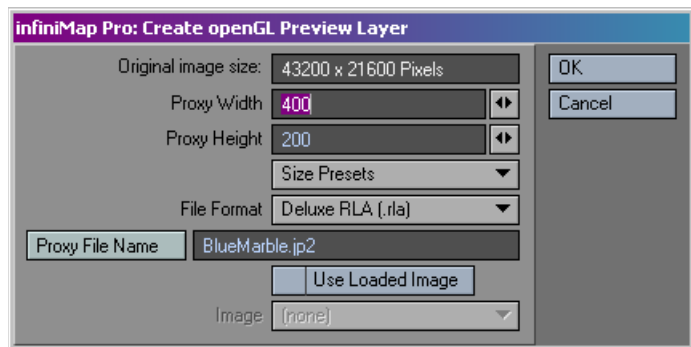 infiniMap Pro: Create openGL Preview Layer
Original image size: 43200 x 21600 Pixels
OK
Proxy Width 400
Cancel
Proxy Height 200
Size Presets
File Format Deluxe RLA (.rla)
Proxy File Name BlueMarble.jp2
Use Loaded Image
Image (none)